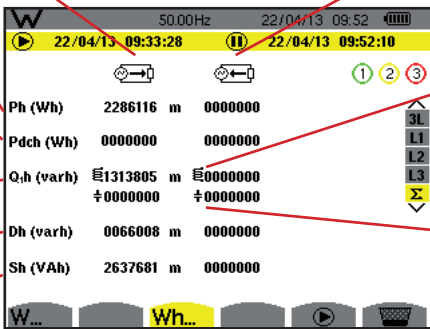 W 50.00Hz 22/04/13 09:52
22/04/13 09:33:28 22/04/13 09:52:10
1 2 3
Ph (Wh) 2286116 m 0000000
3L
Pdch (Wh) 0000000 0000000
L1
L2
Q₁h (varh) 1313805 m 0000000
L3
÷0000000 ÷0000000
Σ
Dh (varh) 0066008 m 0000000
Sh (VAh) 2637681 m 0000000
W... Wh...